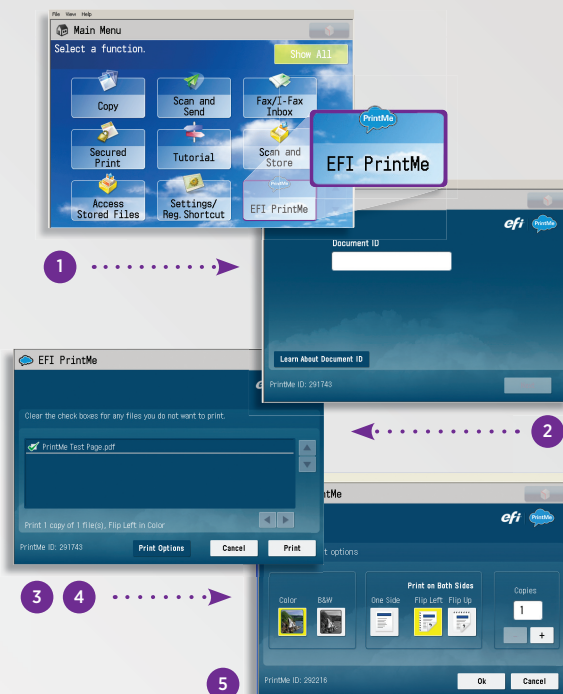 File View Help
Main Menu
Select a function.
Show All
Copy
Scan and
Send
Fax/I-Fax
Inbox
Secured
Print
Tutorial
Scan and
Store
Access
Stored Files
Settings/
Reg. Shortcut
PrintMe
EFI PrintMe
PrintMe
EFI PrintMe
1
efi PrintMe
Document ID
Learn About Document ID
PrintMe ID: 291743
2
EFI PrintMe
Clear the check boxes for any files you do not want to print.
PrintMe Test Page.pdf
Print 1 copy of 1 file(s), Flip Left in Color
PrintMe ID: 291743
Print Options
Cancel
Print
3 4
ntMe
efi PrintMe
t options
Color
B&W
Print on Both Sides
One Side
Flip Left
Flip Up
Copies
1
- +
PrintMe ID: 292216
Ok
Cancel
5